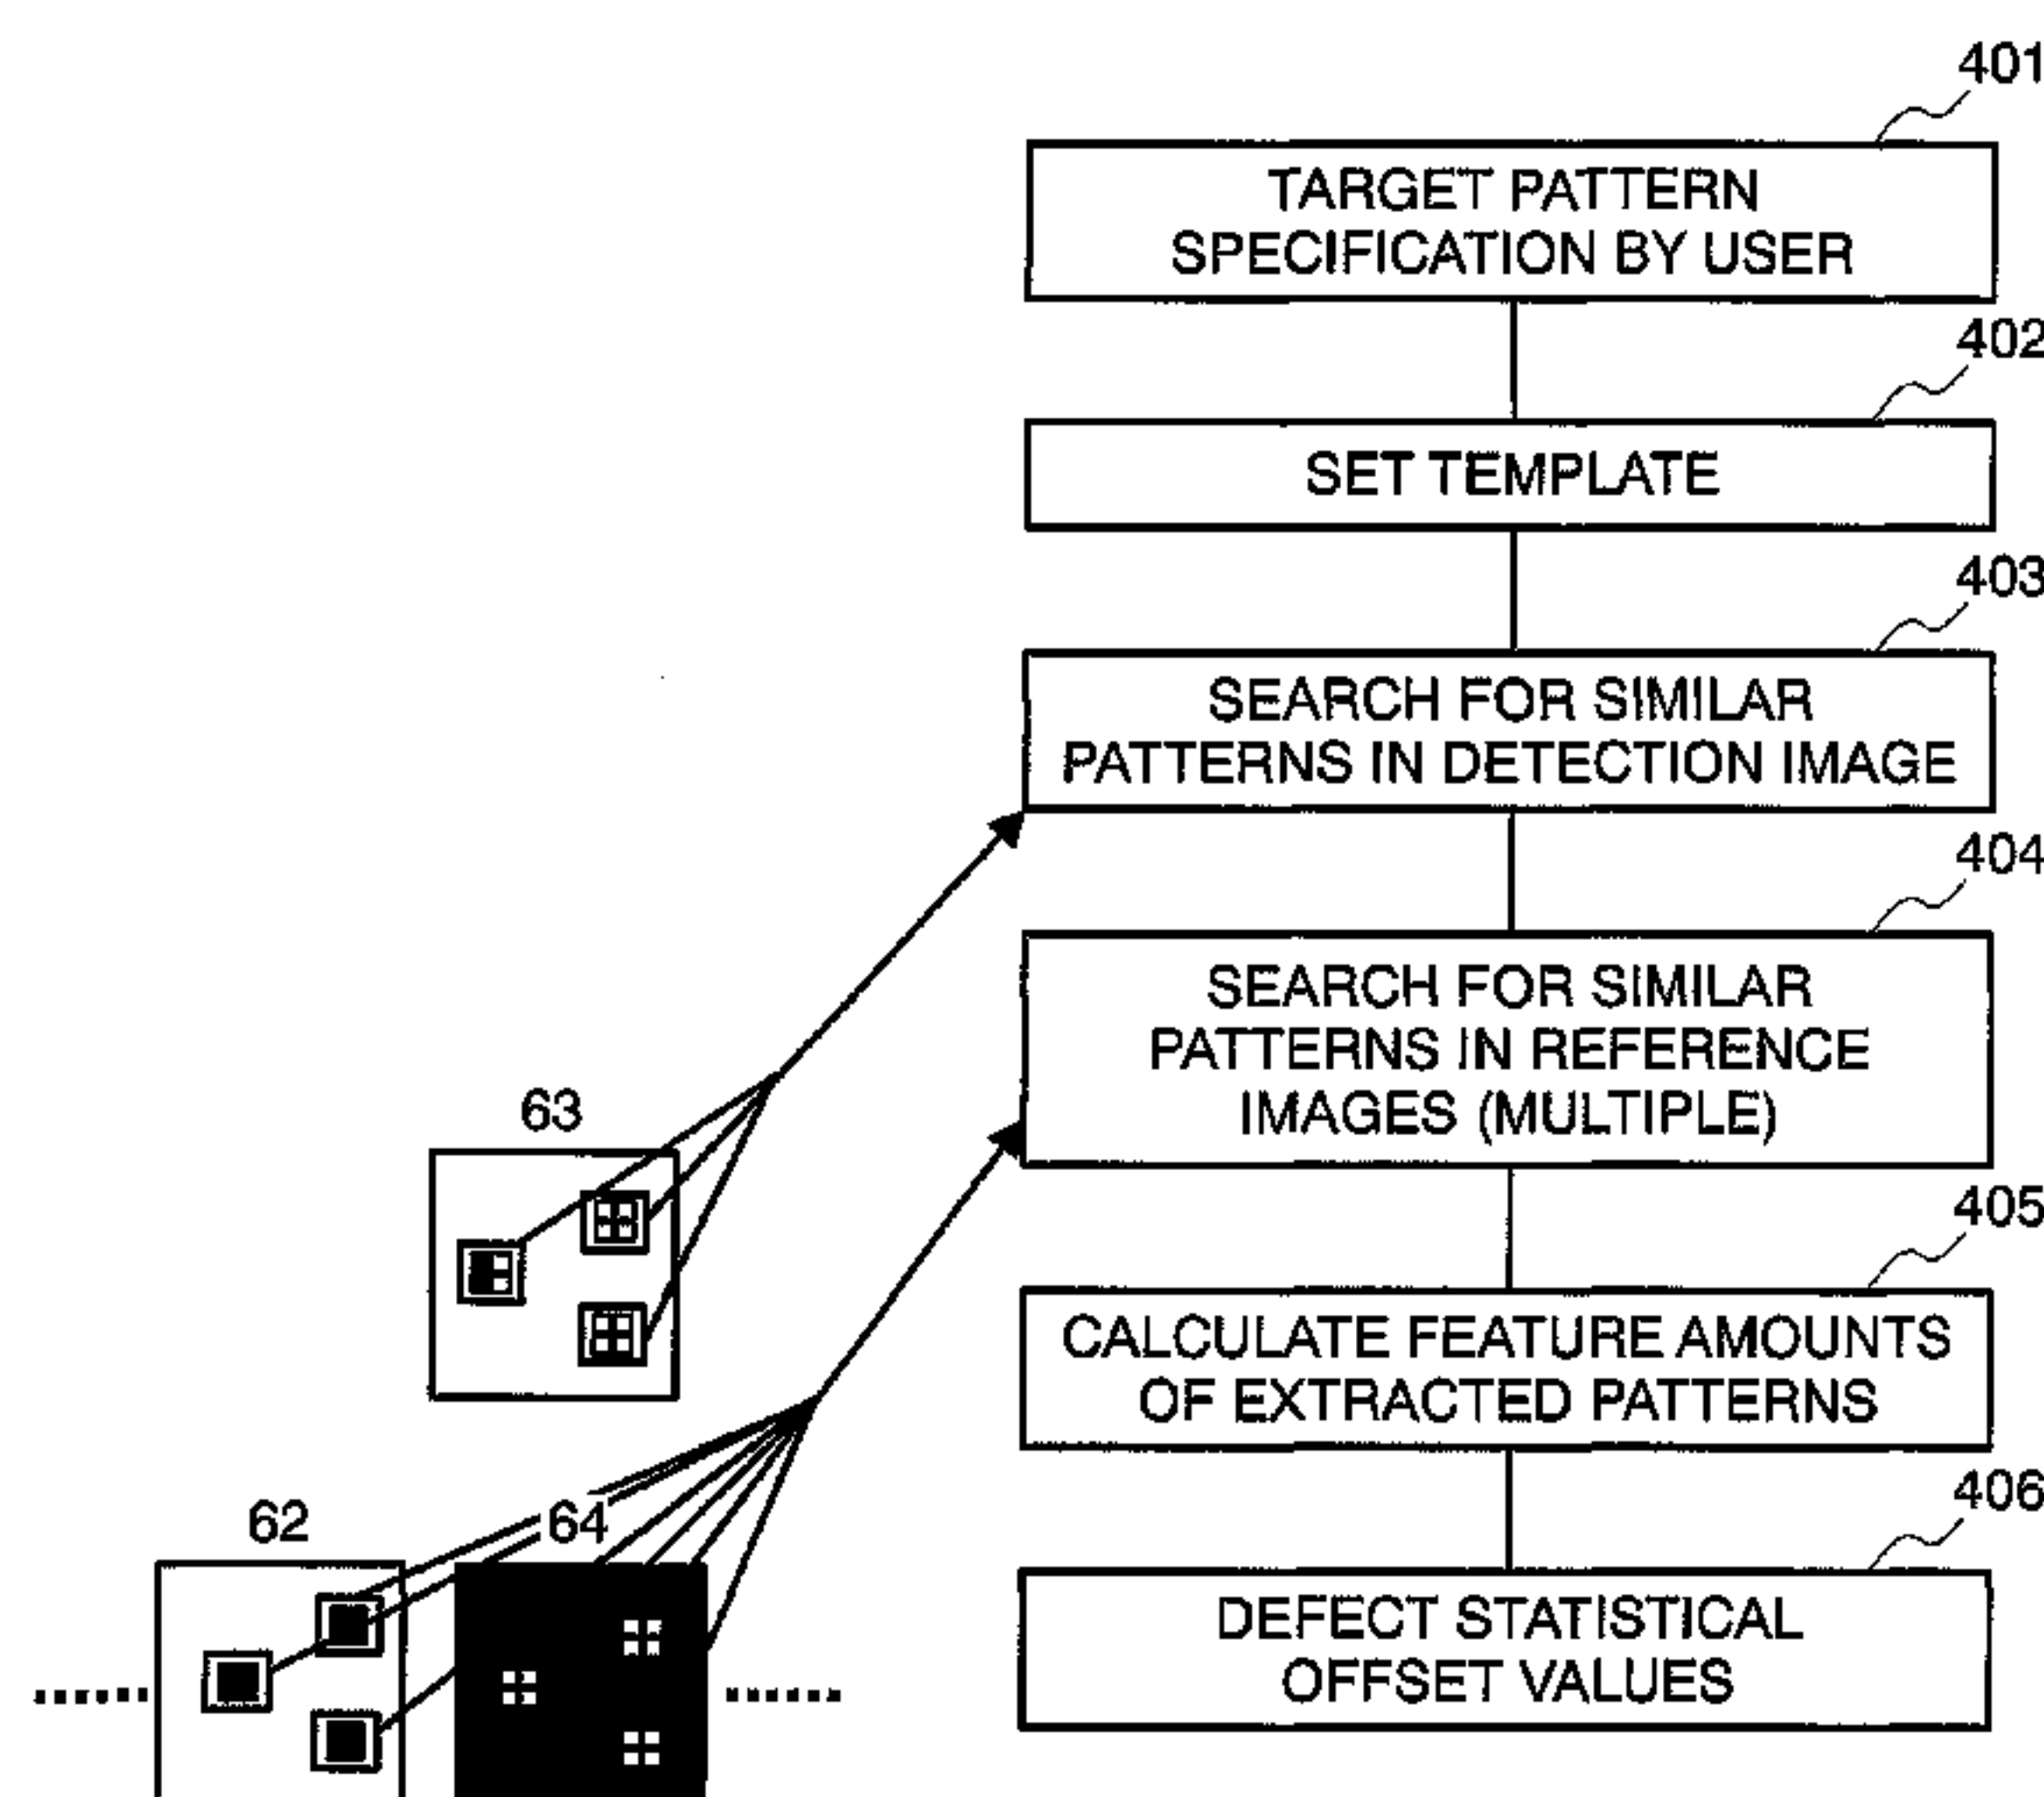 401
TARGET PATTERN
SPECIFICATION BY USER
402
SET TEMPLATE
403
SEARCH FOR SIMILAR
PATTERNS IN DETECTION IMAGE
404
SEARCH FOR SIMILAR
PATTERNS IN REFERENCE
IMAGES (MULTIPLE)
63
405
CALCULATE FEATURE AMOUNTS
OF EXTRACTED PATTERNS
62
64
406
DEFECT STATISTICAL
OFFSET VALUES